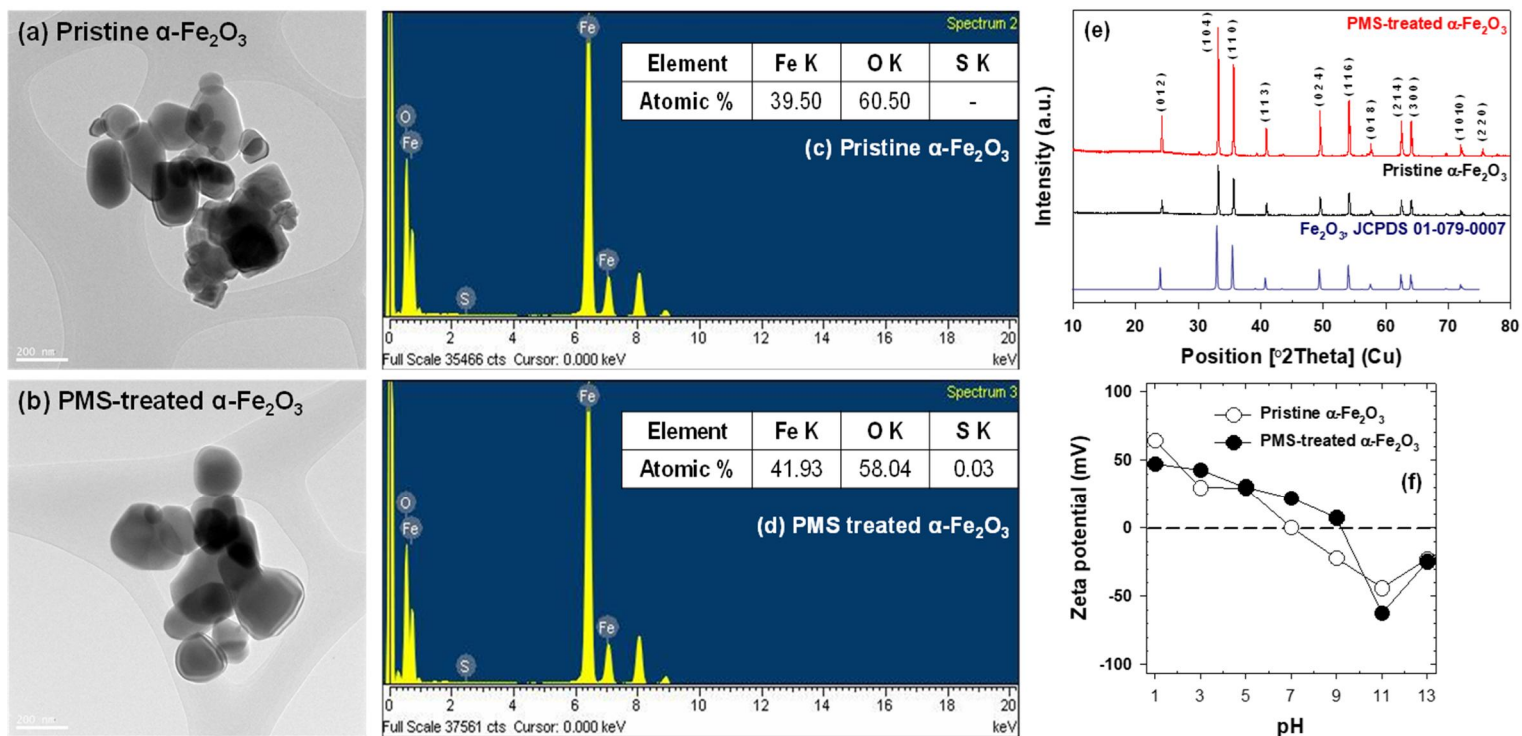 (a) Pristine α-Fe₂O₃
200 nm
(b) PMS-treated α-Fe₂O₃
200 nm
Spectrum 2
Fe
Element Fe K O K S K
Atomic % 39.50 60.50 -
(c) Pristine α-Fe₂O₃
O
Fe
Fe
S
0 2 4 6 8 10 12 14 16 18 20
Full Scale 35466 cts Cursor: 0.000 keV keV
Spectrum 3
Fe
Element Fe K O K S K
Atomic % 41.93 58.04 0.03
(d) PMS treated α-Fe₂O₃
O
Fe
Fe
S
0 2 4 6 8 10 12 14 16 18 20
Full Scale 37561 cts Cursor: 0.000 keV keV
(e)
PMS-treated α-Fe₂O₃
(012) (104) (110) (113) (024) (116) (018) (214) (300) (1010) (220)
Pristine α-Fe₂O₃
Fe₂O₃, JCPDS 01-079-0007
Intensity (a.u.)
10 20 30 40 50 60 70 80
Position [°2Theta] (Cu)
Pristine α-Fe₂O₃
PMS-treated α-Fe₂O₃
(f)
Zeta potential (mV)
100
50
0
-50
-100
1 3 5 7 9 11 13
pH